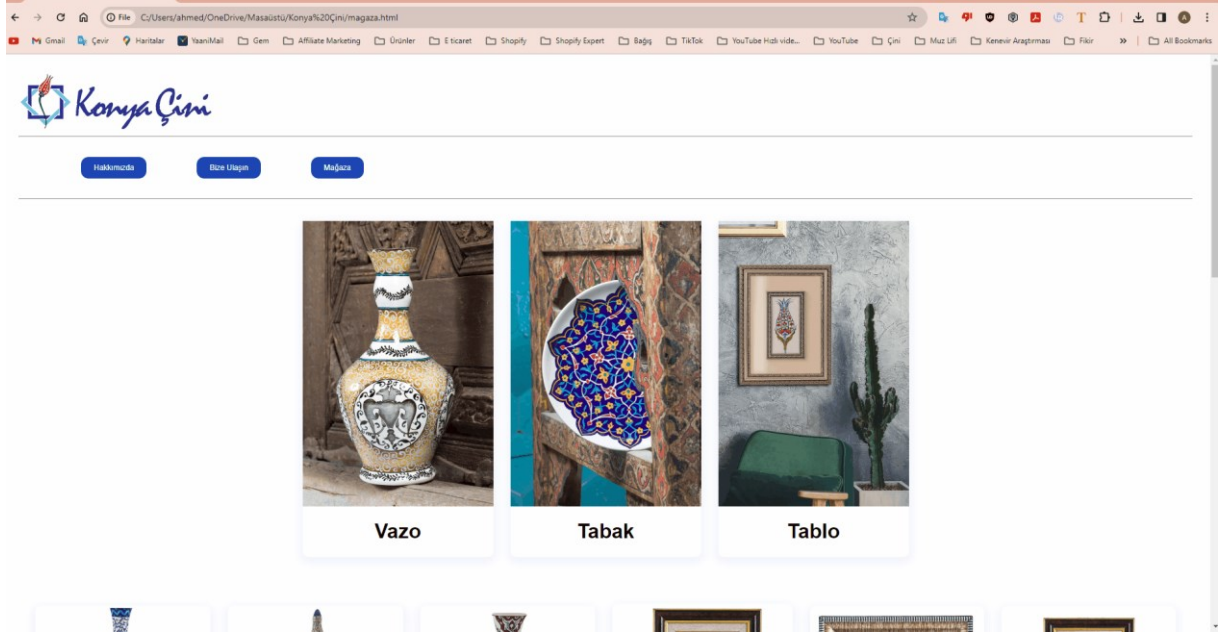 File C:/Users/ahmed/OneDrive/Masaüstü/Konya%20Çini/magaza.html
Gmail Çevir Haritalar YaaniMail Gem Affiliate Marketing Ürünler E ticaret Shopify Shopify Expert Bağış TikTok YouTube Hızlı vide... YouTube Çini Muz Lifi Kenevir Araştırması Fikir » All Bookmarks
Konya Çini
Hakkımızda Bize Ulaşın Mağaza
Vazo Tabak Tablo